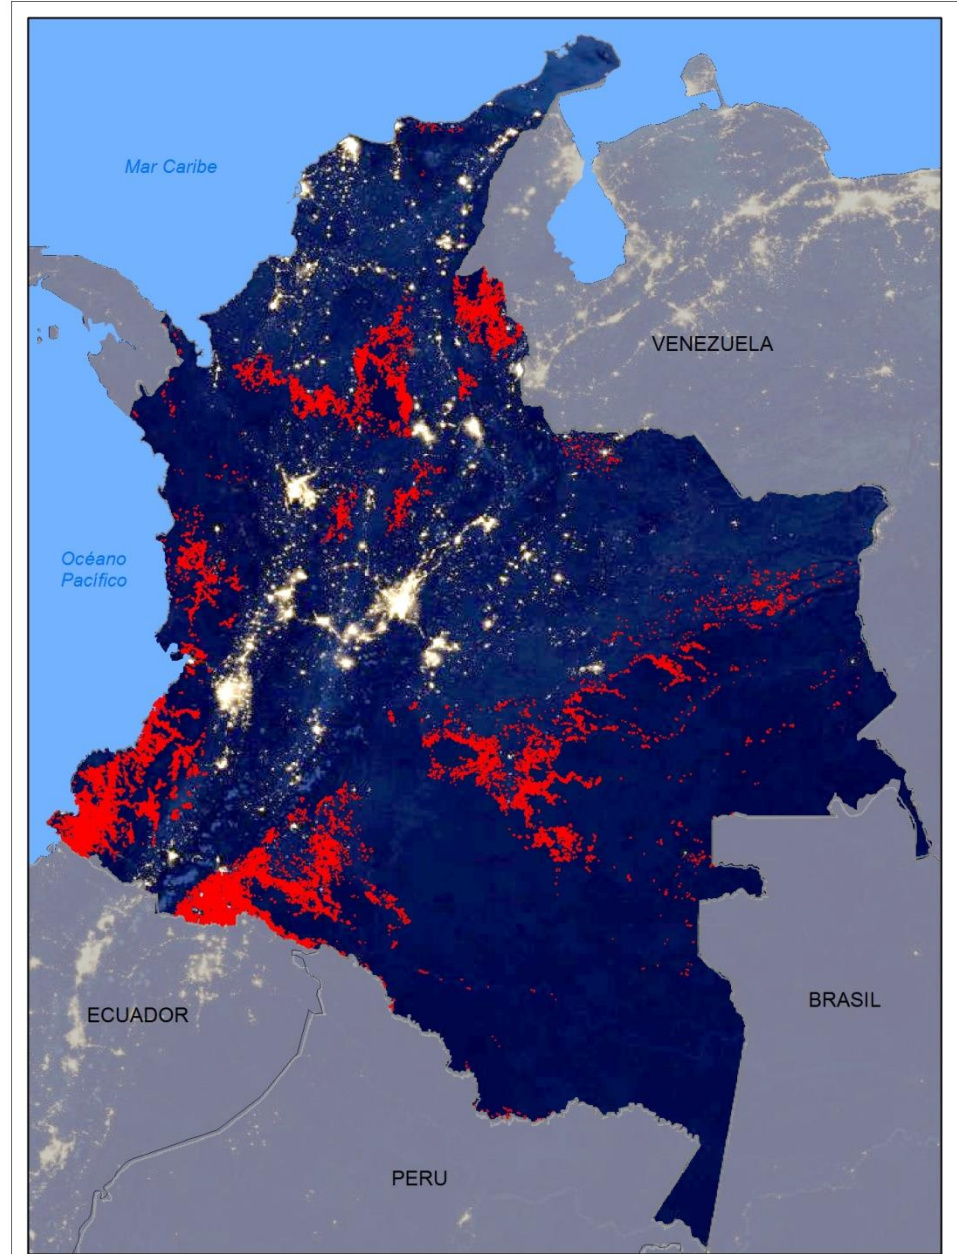 Mar Caribe
VENEZUELA
Océano
Pacífico
ECUADOR
BRASIL
PERU